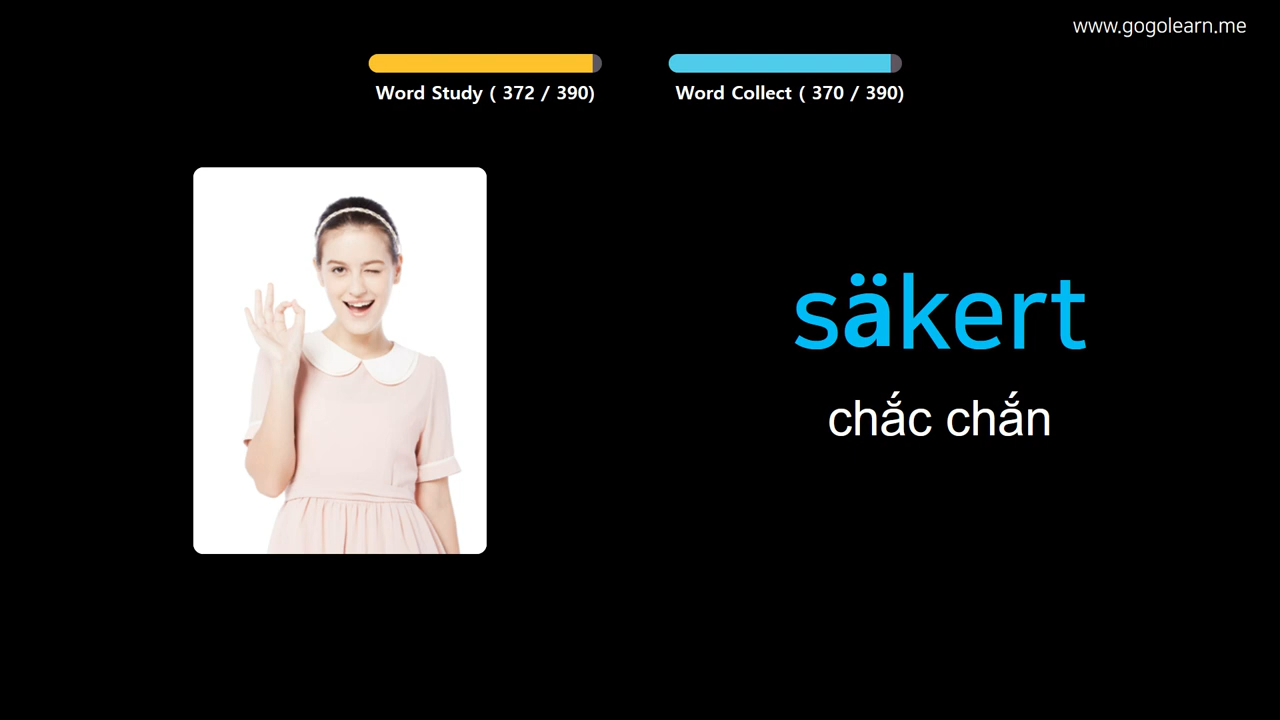 www.gogolearn.me
Word Study ( 372 / 390)
Word Collect ( 370 / 390)
säkert
chắc chắn